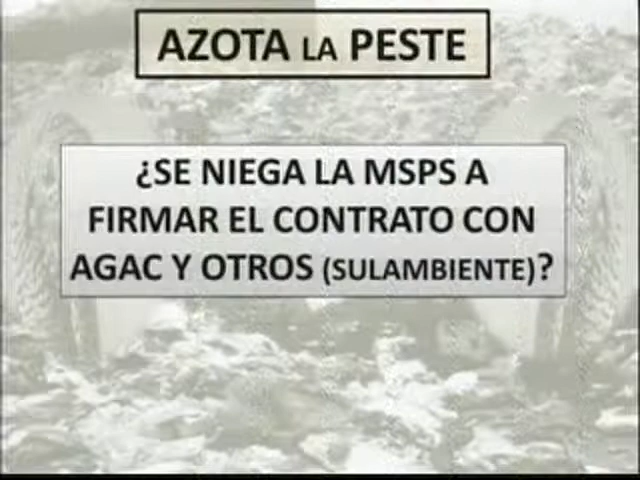 AZOTA LA PESTE
¿SE NIEGA LA MSPS A
FIRMAR EL CONTRATO CON
AGAC Y OTROS (SULAMBIENTE)?